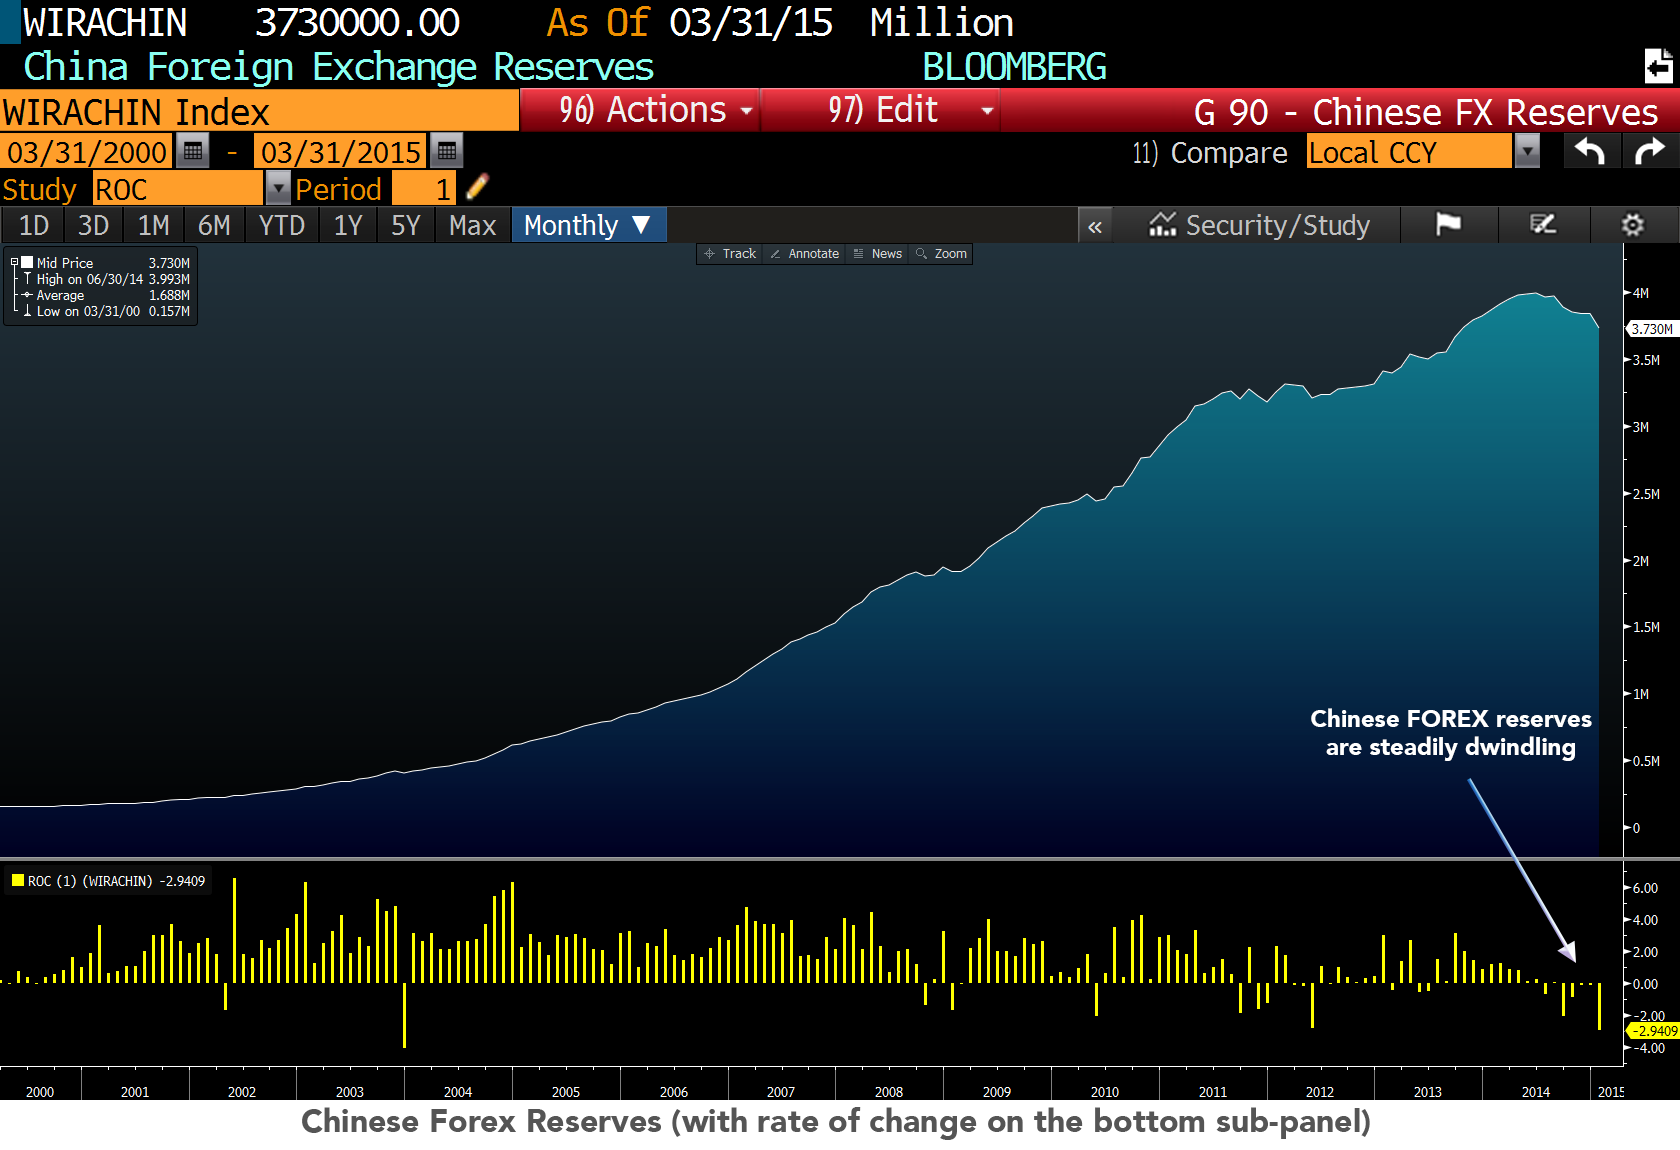 WIRACHIN 3730000.00 As Of 03/31/15 Million
China Foreign Exchange Reserves BLOOMBERG
WIRACHIN Index 96) Actions 97) Edit G 90 - Chinese FX Reserves
03/31/2000 - 03/31/2015 11) Compare Local CCY
Study ROC Period 1
1D 3D 1M 6M YTD 1Y 5Y Max Monthly ▼ « Security/Study
Track Annotate News Zoom
Mid Price 3.730M
High on 06/30/14 3.993M
Average 1.688M
Low on 03/31/00 0.157M
4M
3.730M
3.5M
3M
2.5M
2M
1.5M
1M
Chinese FOREX reserves
are steadily dwindling
0.5M
0
ROC (1) (WIRACHIN) -2.9409
6.00
4.00
2.00
0.00
-2.00
-2.9409
-4.00
2000 2001 2002 2003 2004 2005 2006 2007 2008 2009 2010 2011 2012 2013 2014 2015
Chinese Forex Reserves (with rate of change on the bottom sub-panel)